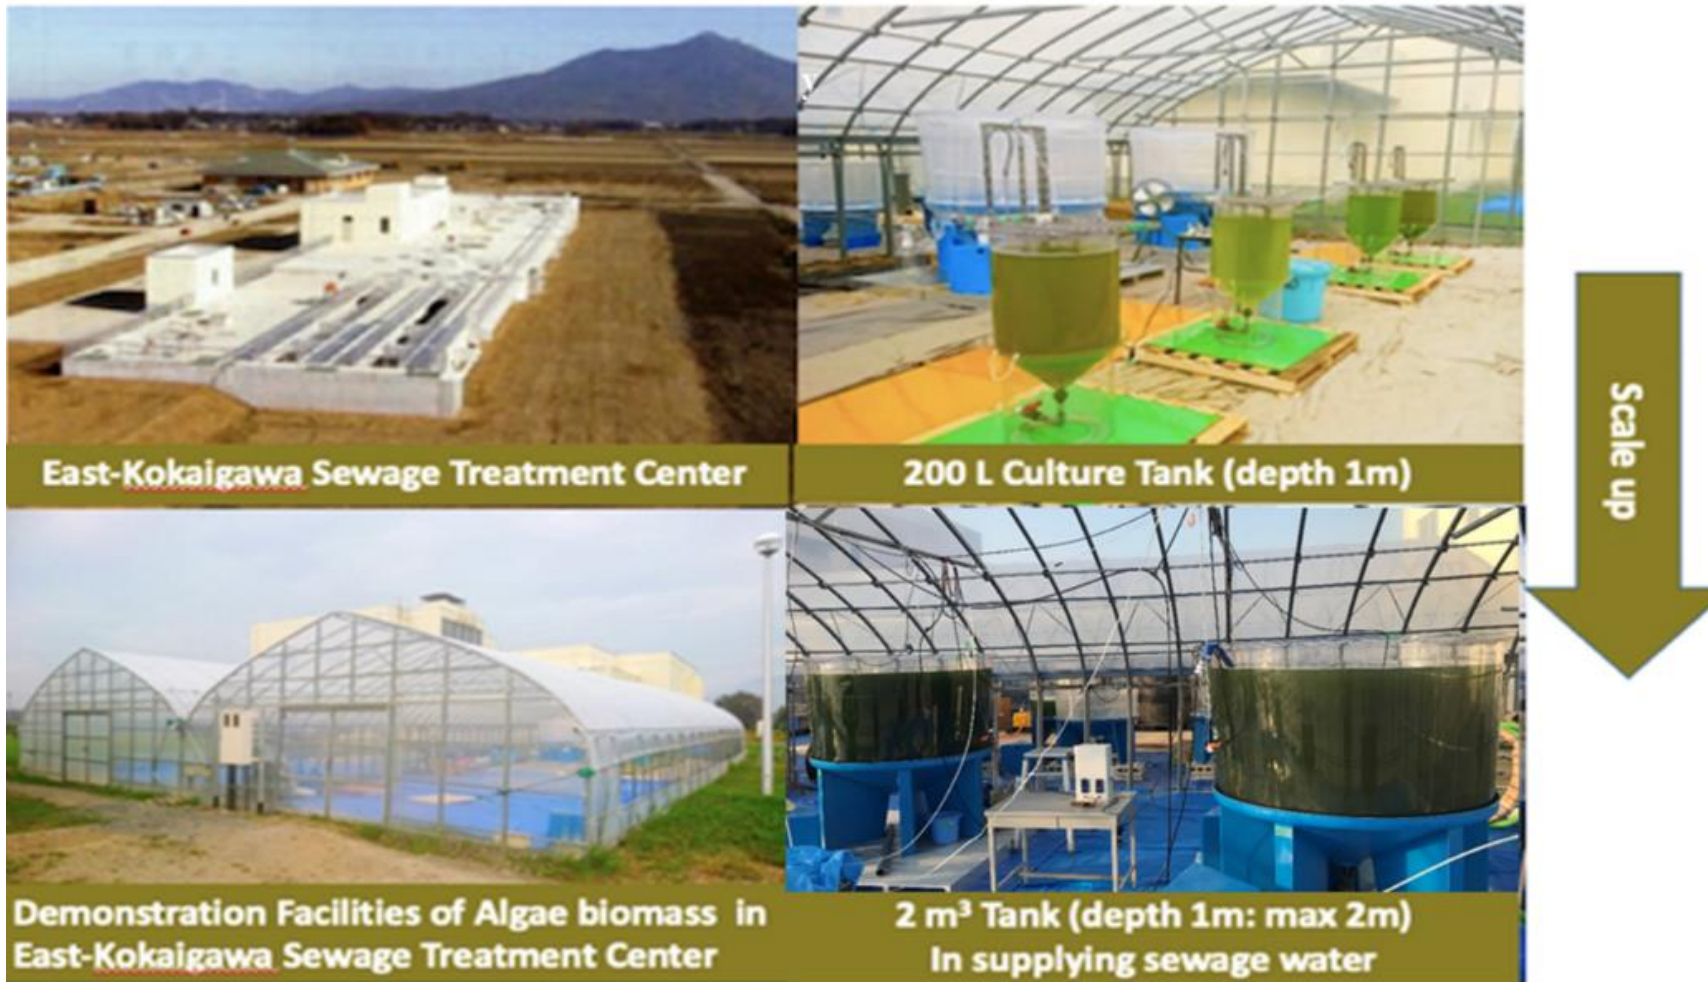 East-Kokaigawa Sewage Treatment Center
200 L Culture Tank (depth 1m)
Scale up
Demonstration Facilities of Algae biomass in
East-Kokaigawa Sewage Treatment Center
2 m³ Tank (depth 1m: max 2m)
In supplying sewage water